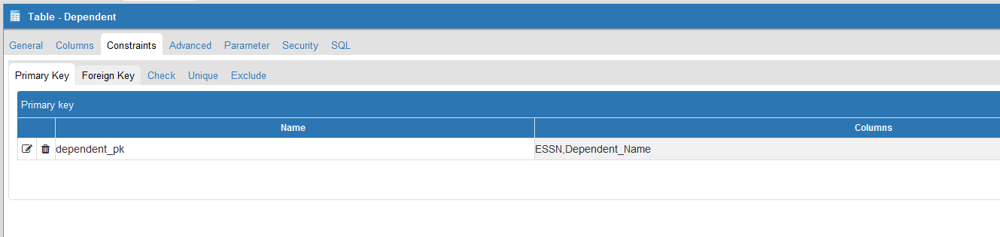 Table - Dependent
General Columns Constraints Advanced Parameter Security SQL
Primary Key Foreign Key Check Unique Exclude
Primary key
Name Columns
dependent_pk ESSN,Dependent_Name